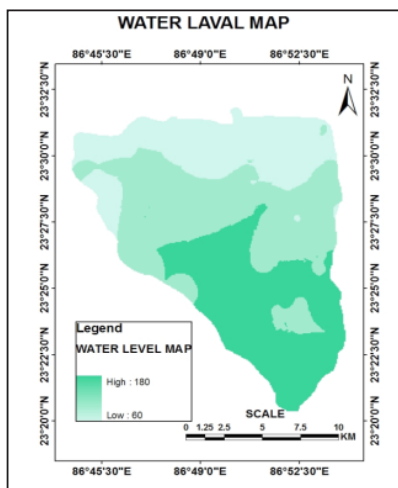 WATER LAVAL MAP
86°45'30"E 86°49'0"E 86°52'30"E
N
23°32'30"N 23°32'30"N
23°30'0"N 23°30'0"N
23°27'30"N 23°27'30"N
23°25'0"N 23°25'0"N
23°22'30"N 23°22'30"N
23°20'0"N 23°20'0"N
Legend
WATER LEVEL MAP
High : 180
Low : 60
SCALE
0 1.25 2.5 5 7.5 10
KM
86°45'30"E 86°49'0"E 86°52'30"E